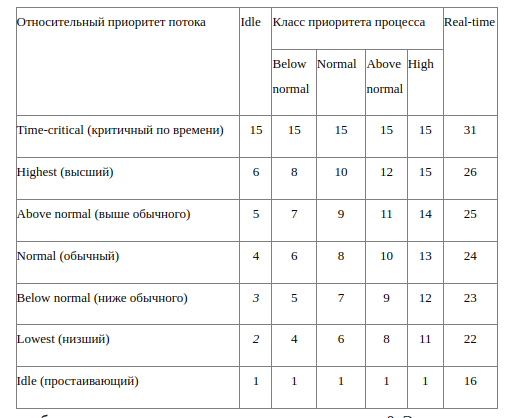 Относительный приоритет потока Idle Класс приоритета процесса Real-time
Below Normal Above High
normal normal
Time-critical (критичный по времени) 15 15 15 15 15 31
Highest (высший) 6 8 10 12 15 26
Above normal (выше обычного) 5 7 9 11 14 25
Normal (обычный) 4 6 8 10 13 24
Below normal (ниже обычного) 3 5 7 9 12 23
Lowest (низший) 2 4 6 8 11 22
Idle (простаивающий) 1 1 1 1 1 16